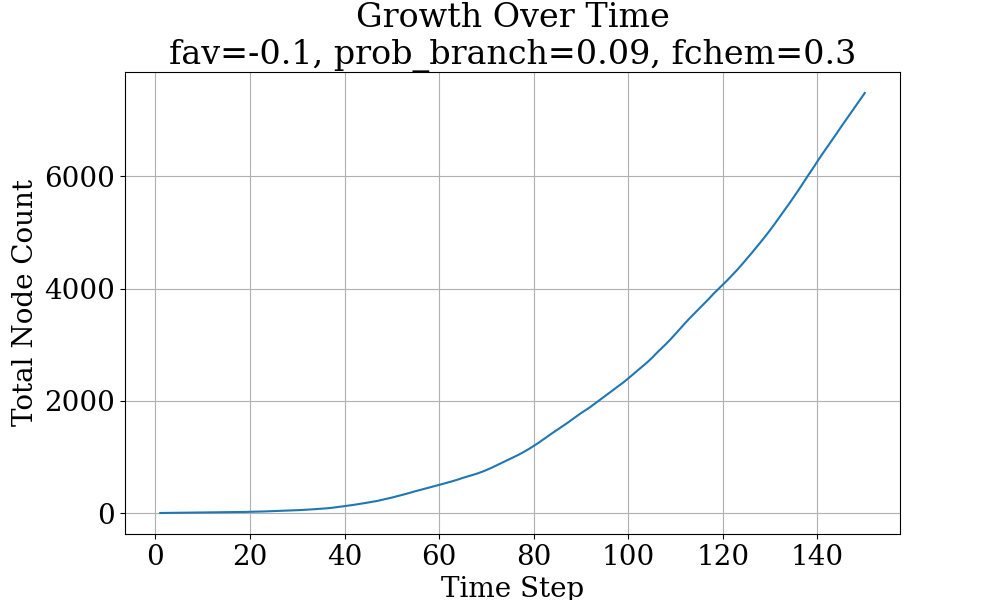 Growth Over Time
fav=-0.1, prob_branch=0.09, fchem=0.3
Total Node Count
6000
4000
2000
0
0 20 40 60 80 100 120 140
Time Step